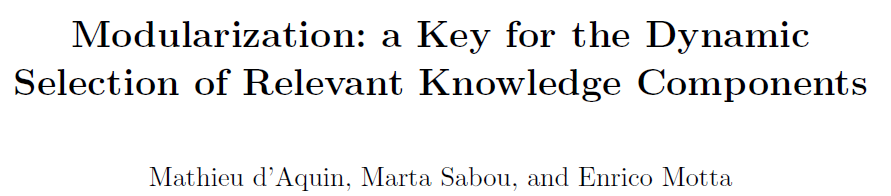 Modularization: a Key for the Dynamic
Selection of Relevant Knowledge Components
Mathieu d'Aquin, Marta Sabou, and Enrico Motta